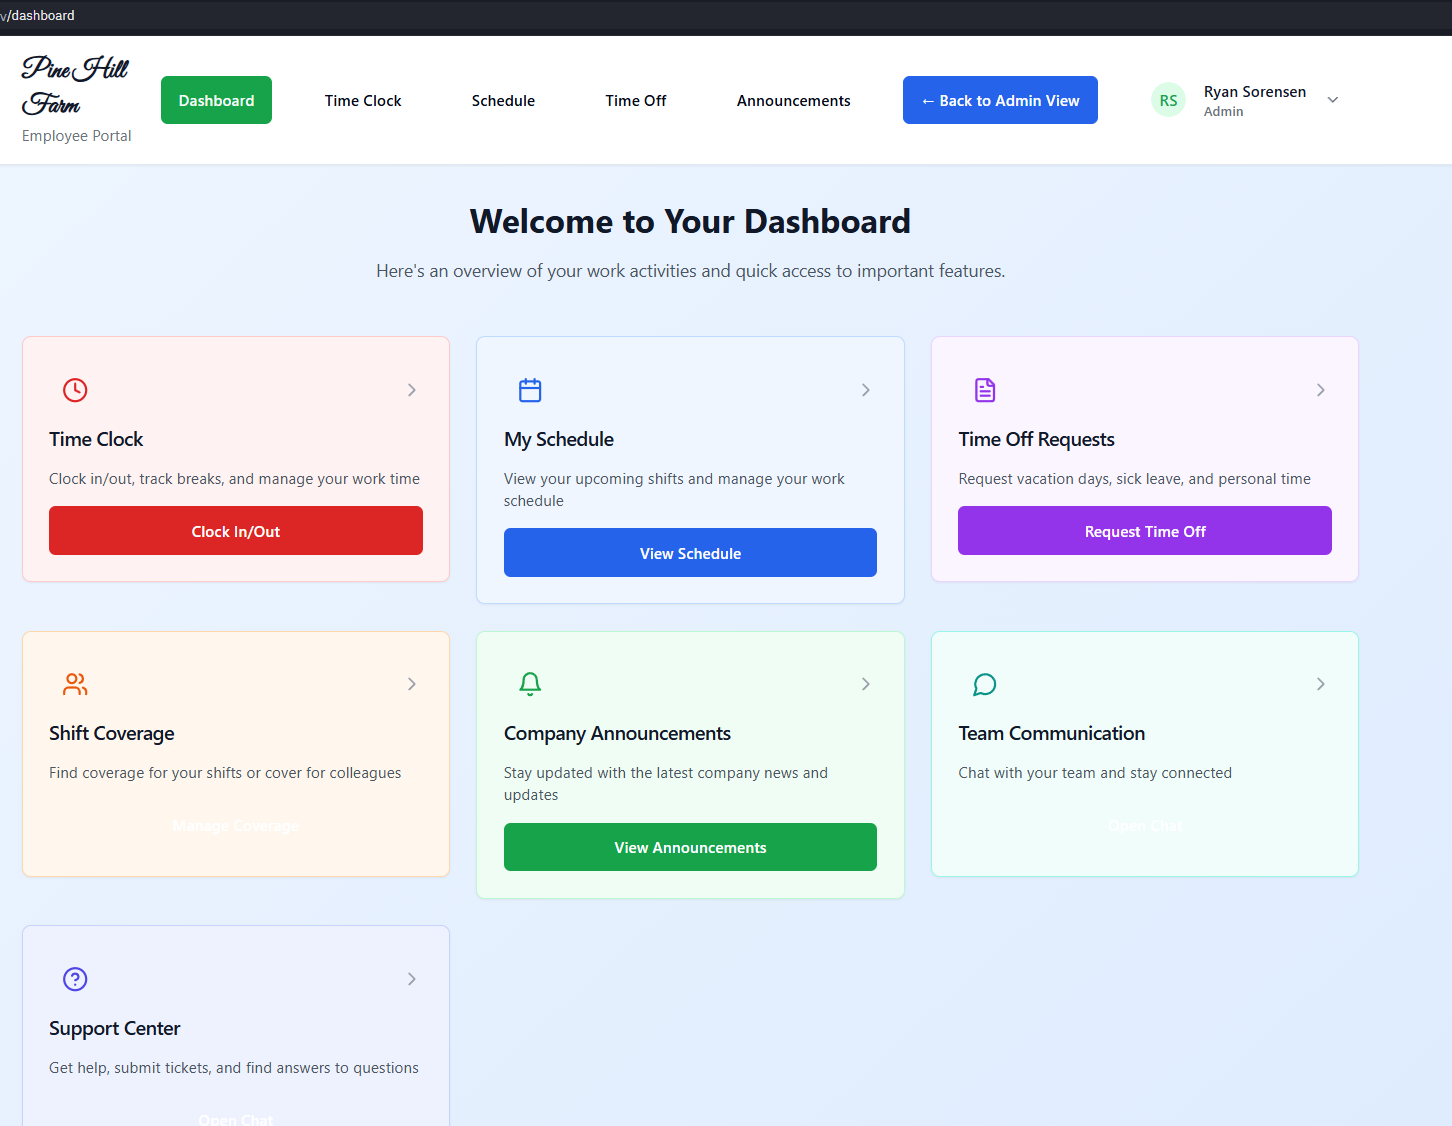 v/dashboard
Pine Hill
Farm
Employee Portal
Dashboard
Time Clock
Schedule
Time Off
Announcements
← Back to Admin View
RS
Ryan Sorensen
Admin
Welcome to Your Dashboard
Here's an overview of your work activities and quick access to important features.
Time Clock
Clock in/out, track breaks, and manage your work time
Clock In/Out
My Schedule
View your upcoming shifts and manage your work
schedule
View Schedule
Time Off Requests
Request vacation days, sick leave, and personal time
Request Time Off
Shift Coverage
Find coverage for your shifts or cover for colleagues
Manage Coverage
Company Announcements
Stay updated with the latest company news and
updates
View Announcements
Team Communication
Chat with your team and stay connected
Open Chat
Support Center
Get help, submit tickets, and find answers to questions
Open Chat